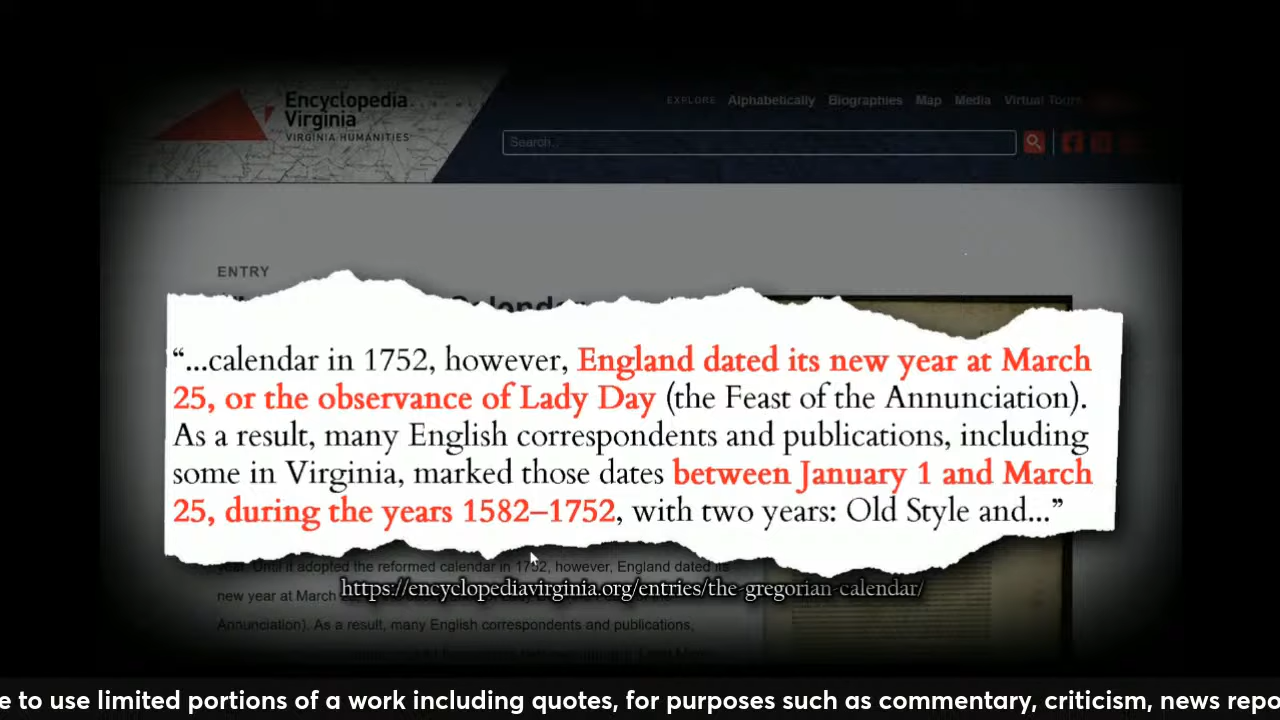 Encyclopedia
Virginia
VIRGINIA HUMANITIES
EXPLORE Alphabetically Biographies Map Media Virtual Tours
Search...
ENTRY
“...calendar in 1752, however, England dated its new year at March
25, or the observance of Lady Day (the Feast of the Annunciation).
As a result, many English correspondents and publications, including
some in Virginia, marked those dates between January 1 and March
25, during the years 1582–1752, with two years: Old Style and...”
Until it adopted the reformed calendar in 1752, however, England dated its
https://encyclopediavirginia.org/entries/the-gregorian-calendar/
new year at March
Annunciation). As a result, many English correspondents and publications,
e to use limited portions of a work including quotes, for purposes such as commentary, criticism, news repo